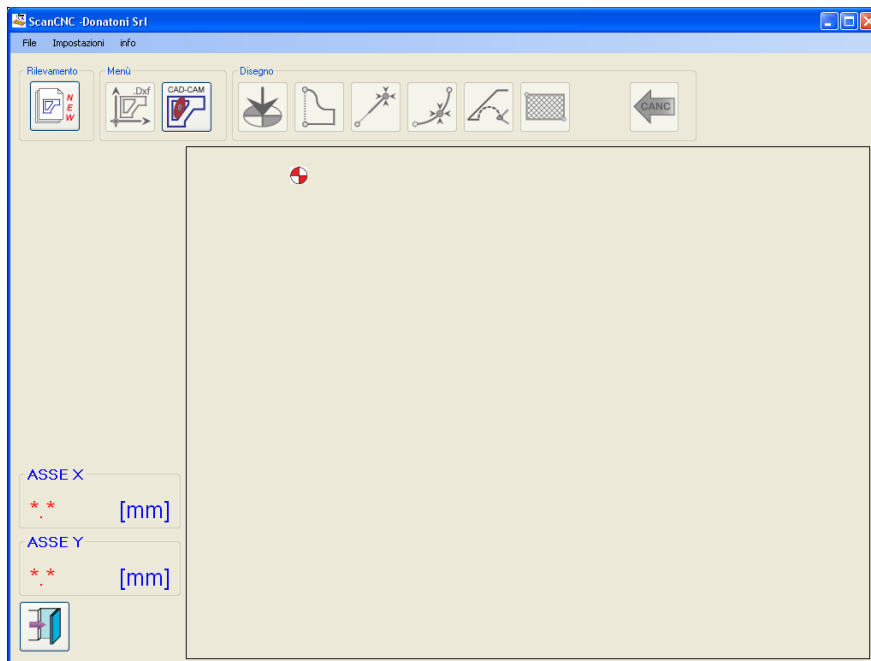 ScanCNC -Donatoni Srl
File Impostazioni info
Rilevamento Menù Disegno
NEW .Dxf CAD-CAM CANC
ASSE X
*.* [mm]
ASSE Y
*.* [mm]